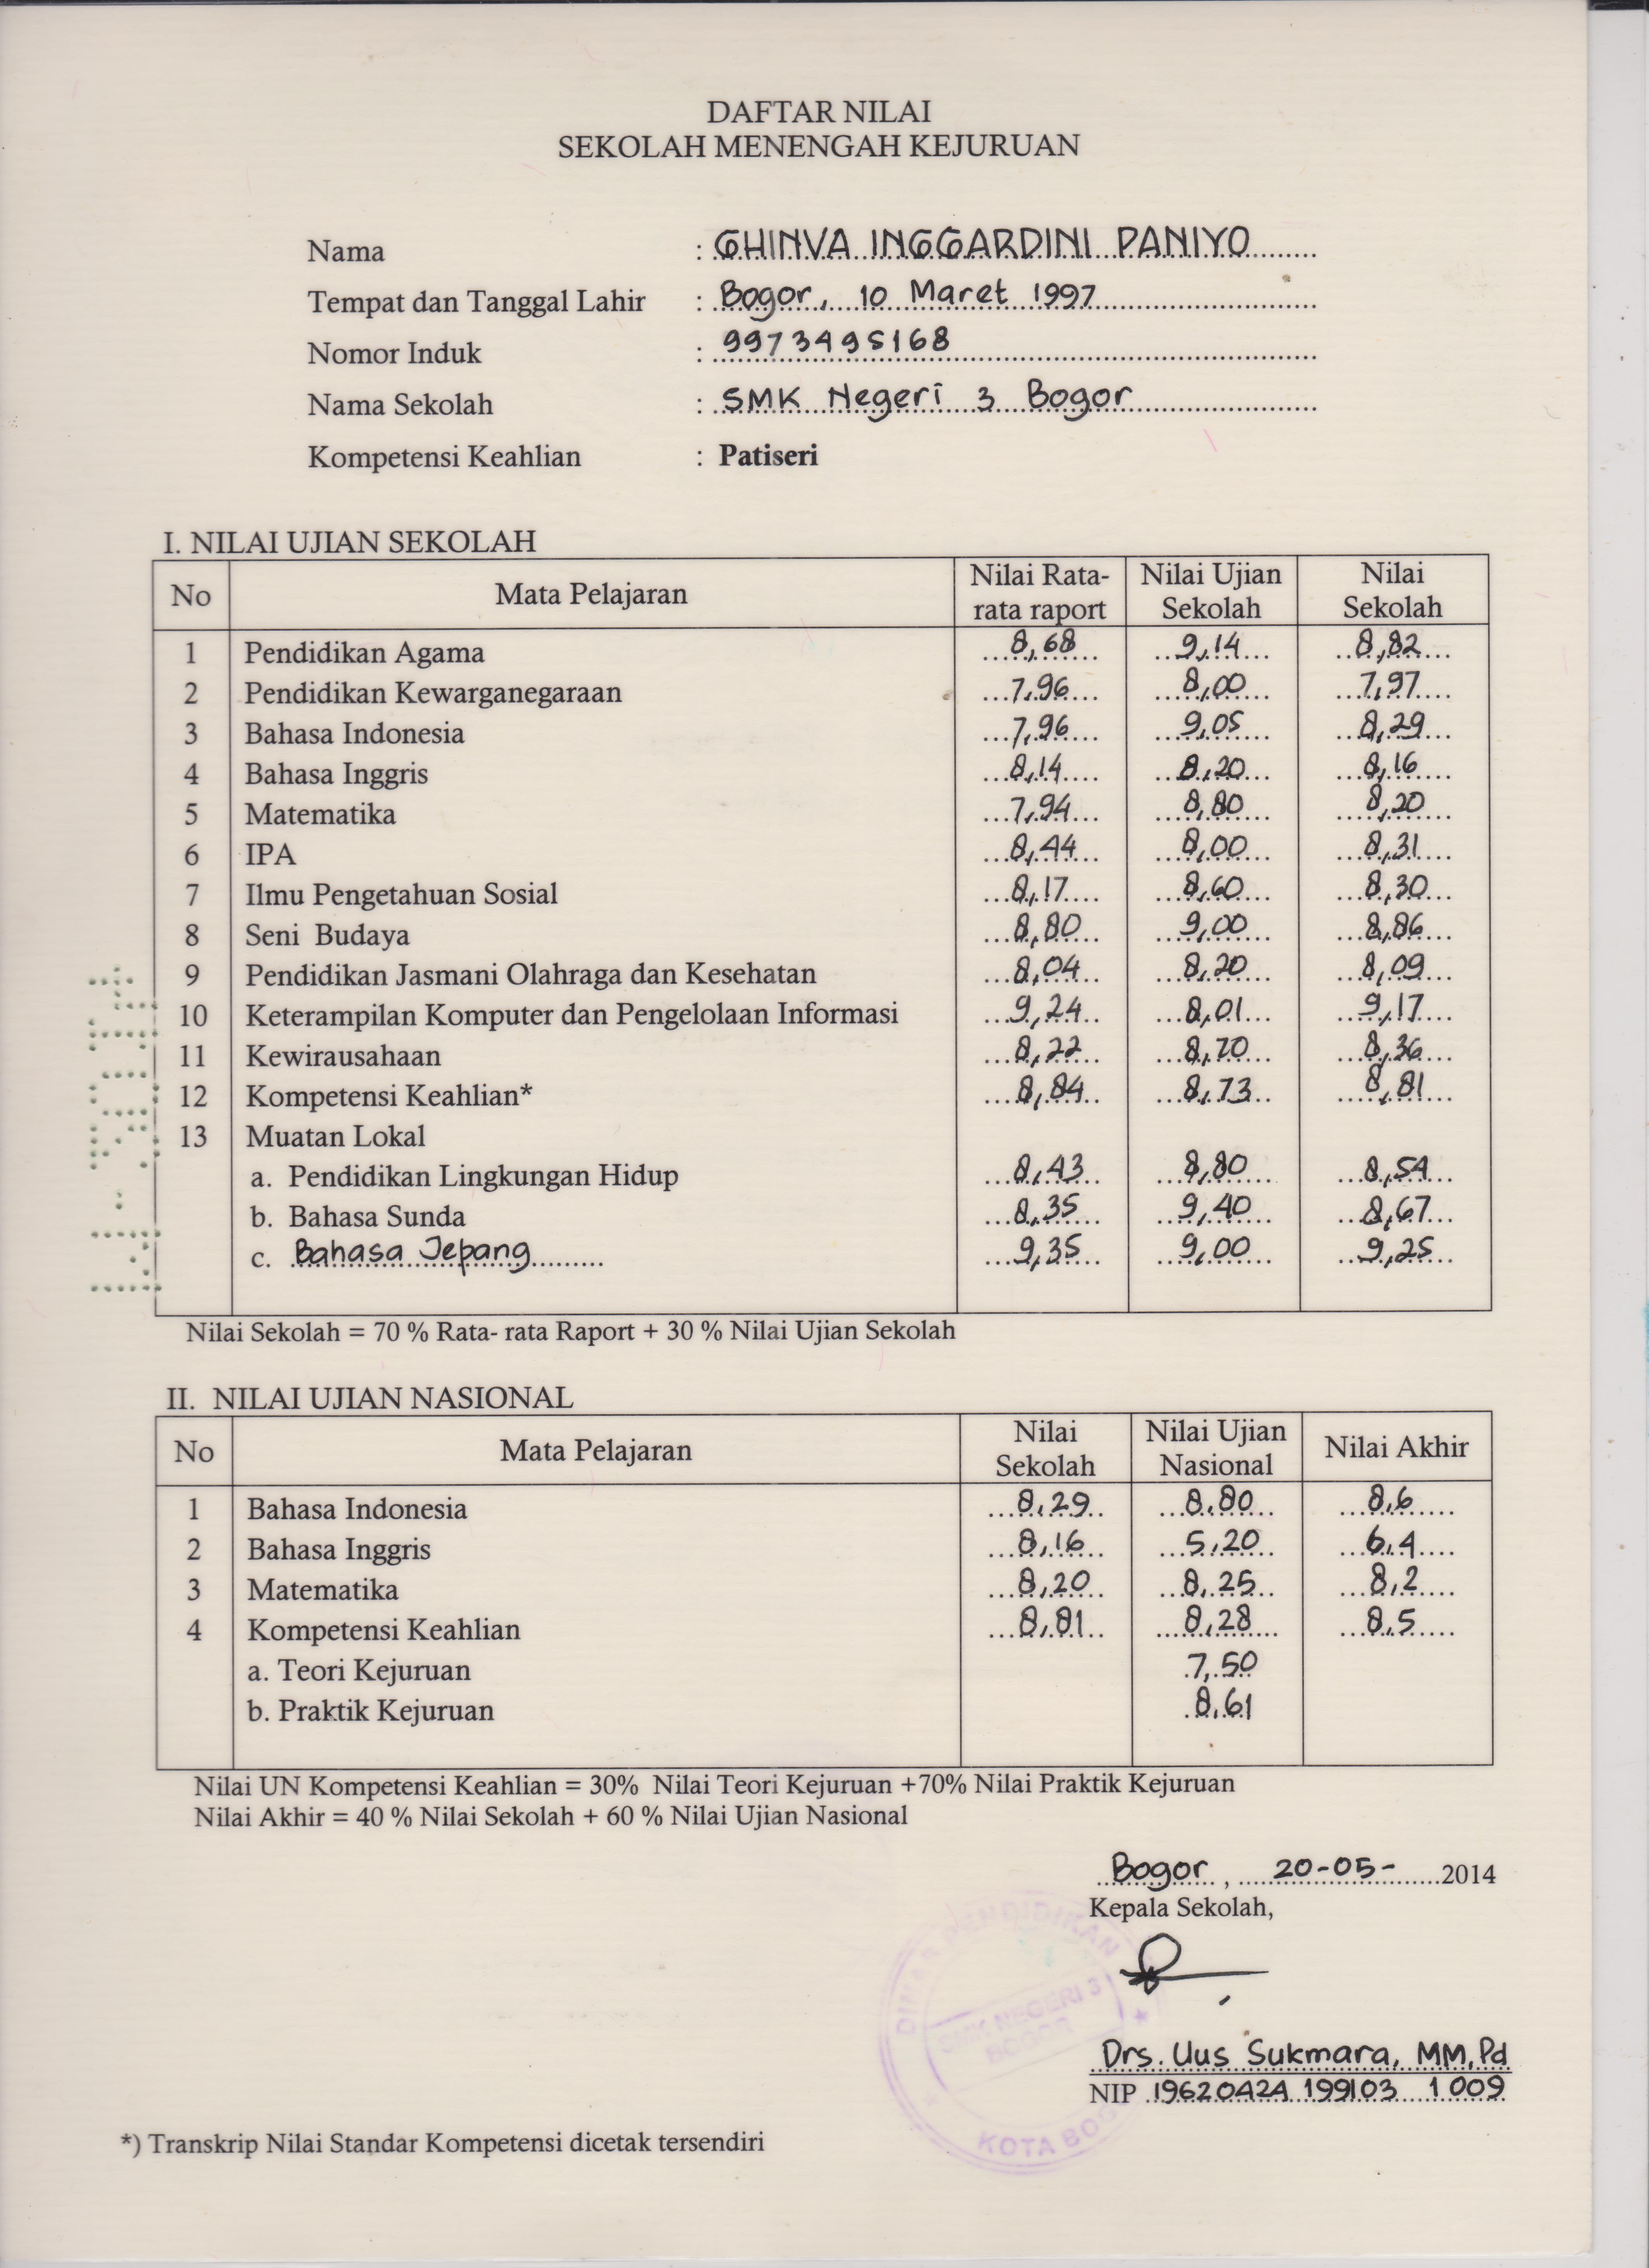 DAFTAR NILAI
SEKOLAH MENENGAH KEJURUAN
Nama : GHINVA INGGARDINI PANIYO
Tempat dan Tanggal Lahir : Bogor, 10 Maret 1997
Nomor Induk : 9973495168
Nama Sekolah : SMK Negeri 3 Bogor
Kompetensi Keahlian : Patiseri
I. NILAI UJIAN SEKOLAH
No Mata Pelajaran Nilai Rata-rata raport Nilai Ujian Sekolah Nilai Sekolah
1 Pendidikan Agama 8,68 9,14 8,82
2 Pendidikan Kewarganegaraan 7,96 8,00 7,97
3 Bahasa Indonesia 7,96 9,05 8,29
4 Bahasa Inggris 8,14 8,20 8,16
5 Matematika 7,94 8,80 8,20
6 IPA 8,44 8,00 8,31
7 Ilmu Pengetahuan Sosial 8,17 8,60 8,30
8 Seni Budaya 8,80 9,00 8,86
9 Pendidikan Jasmani Olahraga dan Kesehatan 8,04 8,20 8,09
10 Keterampilan Komputer dan Pengelolaan Informasi 9,24 8,01 9,17
11 Kewirausahaan 8,22 8,70 8,36
12 Kompetensi Keahlian* 8,84 8,73 8,81
13 Muatan Lokal
a. Pendidikan Lingkungan Hidup 8,43 8,80 8,54
b. Bahasa Sunda 8,35 9,40 8,67
c. Bahasa Jepang 9,35 9,00 9,25
Nilai Sekolah = 70 % Rata- rata Raport + 30 % Nilai Ujian Sekolah
II. NILAI UJIAN NASIONAL
No Mata Pelajaran Nilai Sekolah Nilai Ujian Nasional Nilai Akhir
1 Bahasa Indonesia 8,29 8,80 8,6
2 Bahasa Inggris 8,16 5,20 6,4
3 Matematika 8,20 8,25 8,2
4 Kompetensi Keahlian 8,81 8,28 8,5
a. Teori Kejuruan 7,50
b. Praktik Kejuruan 8,61
Nilai UN Kompetensi Keahlian = 30% Nilai Teori Kejuruan +70% Nilai Praktik Kejuruan
Nilai Akhir = 40 % Nilai Sekolah + 60 % Nilai Ujian Nasional
Bogor, 20-05-2014
Kepala Sekolah,
DINAS PENDIDIKAN
SMK NEGERI 3
BOGOR
KOTA BOGOR
Drs. Uus Sukmara, MM,Pd
NIP 19620424 199103 1 009
*) Transkrip Nilai Standar Kompetensi dicetak tersendiri